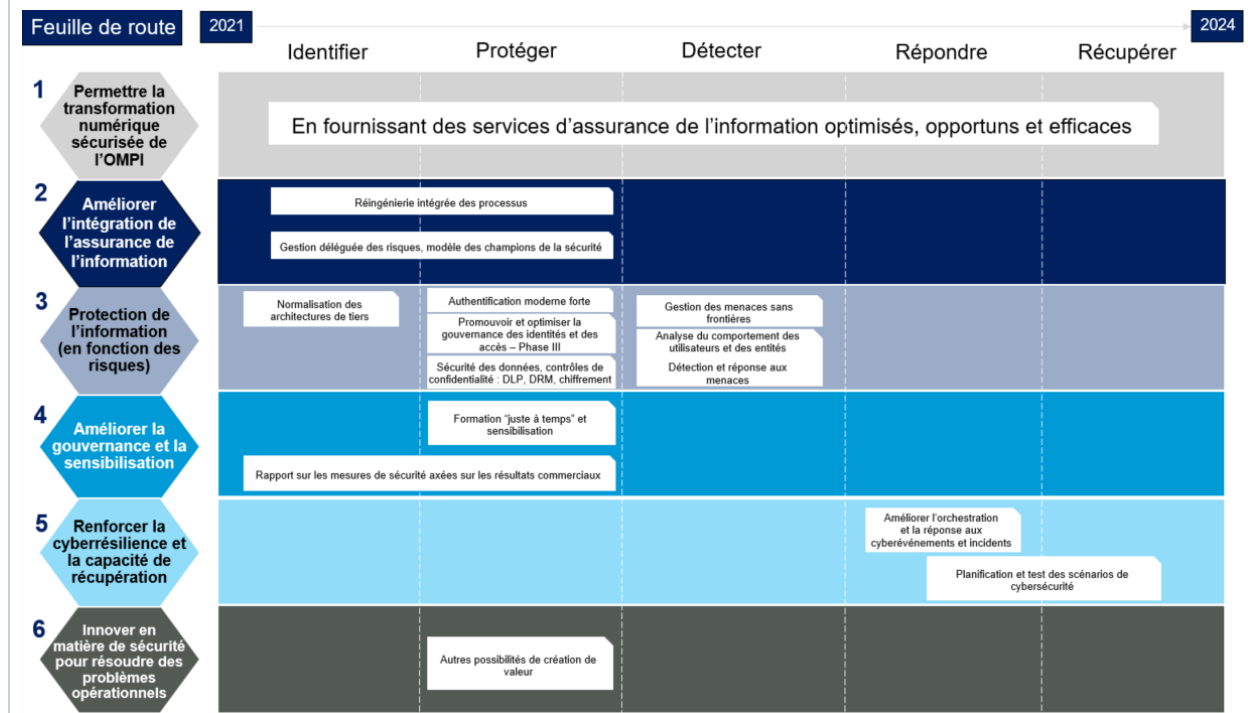 Feuille de route
2021
2024
Identifier
Protéger
Détecter
Répondre
Récupérer
1
Permettre la
transformation
numérique
sécurisée de
l’OMPI
En fournissant des services d’assurance de l’information optimisés, opportuns et efficaces
2
Améliorer
l’intégration de
l’assurance de
l’information
Réingénierie intégrée des processus
Gestion déléguée des risques, modèle des champions de la sécurité
3
Protection de
l’information
(en fonction des
risques)
Normalisation des
architectures de tiers
Authentification moderne forte
Promouvoir et optimiser la
gouvernance des identités et des
accès – Phase III
Sécurité des données, contrôles de
confidentialité : DLP, DRM, chiffrement
Gestion des menaces sans
frontières
Analyse du comportement des
utilisateurs et des entités
Détection et réponse aux
menaces
4
Améliorer la
gouvernance et la
sensibilisation
Formation “juste à temps” et
sensibilisation
Rapport sur les mesures de sécurité axées sur les résultats commerciaux
5
Renforcer la
cyberrésilience et
la capacité de
récupération
Améliorer l’orchestration
et la réponse aux
cyberévénements et incidents
Planification et test des scénarios de
cybersécurité
6
Innover en
matière de sécurité
pour résoudre des
problèmes
opérationnels
Autres possibilités de création de
valeur